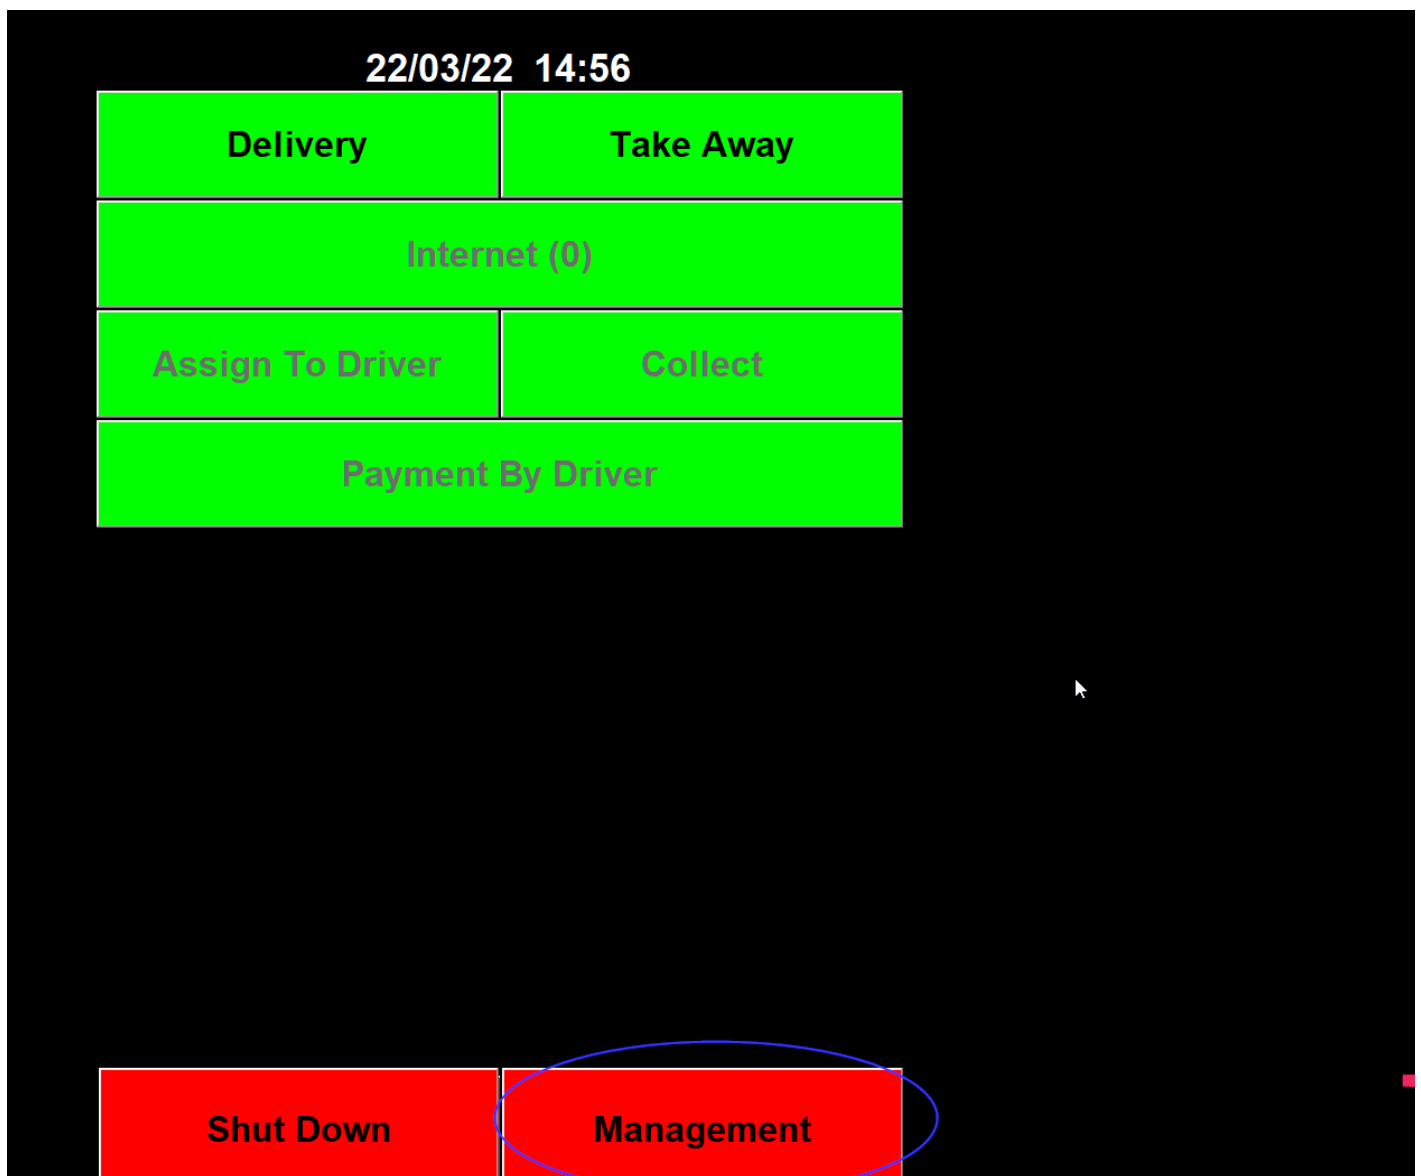 22/03/22 14:56
Delivery Take Away
Internet (0)
Assign To Driver Collect
Payment By Driver
Shut Down Management